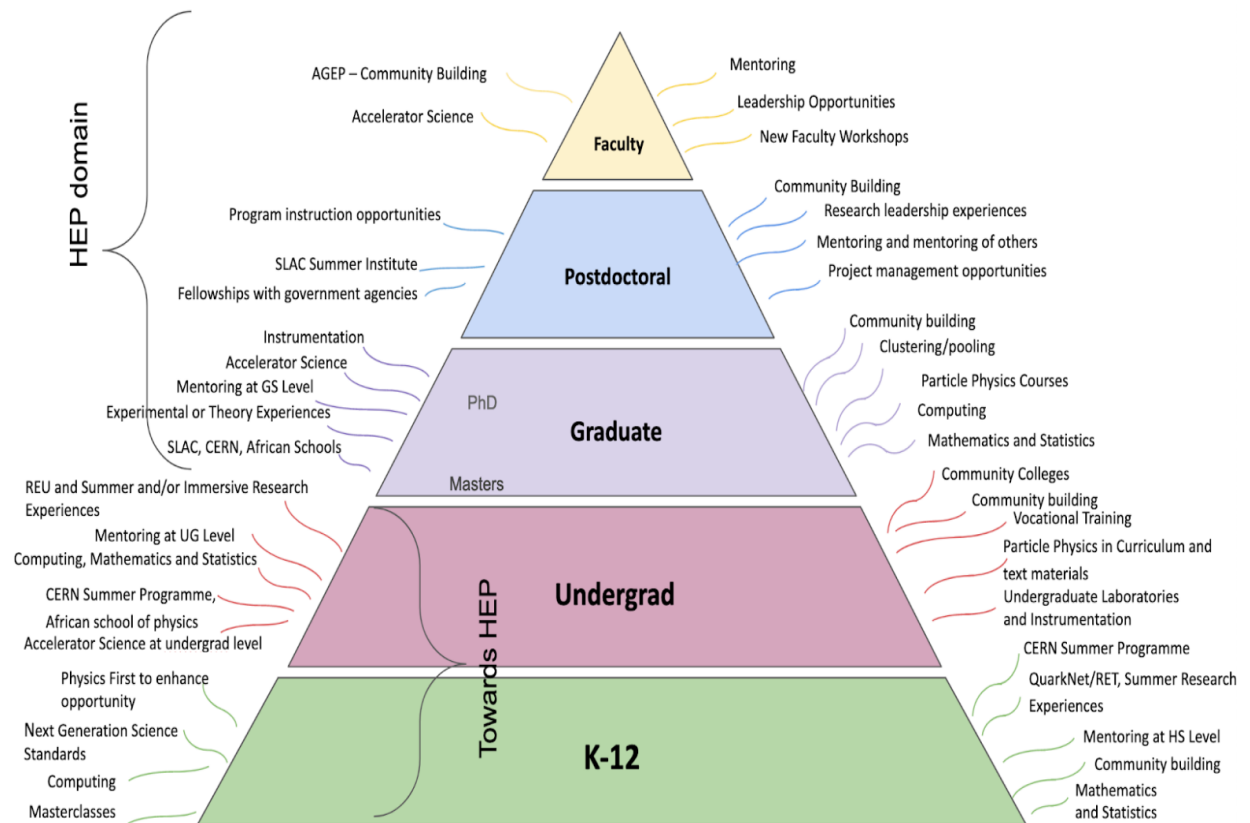 HEP domain
AGEP – Community Building
Accelerator Science
Faculty
Mentoring
Leadership Opportunities
New Faculty Workshops
Program instruction opportunities
SLAC Summer Institute
Fellowships with government agencies
Postdoctoral
Community Building
Research leadership experiences
Mentoring and mentoring of others
Project management opportunities
Instrumentation
Accelerator Science
Mentoring at GS Level
Experimental or Theory Experiences
SLAC, CERN, African Schools
PhD
Graduate
Masters
Community building
Clustering/pooling
Particle Physics Courses
Computing
Mathematics and Statistics
REU and Summer and/or Immersive Research
Experiences
Mentoring at UG Level
Computing, Mathematics and Statistics
CERN Summer Programme,
African school of physics
Accelerator Science at undergrad level
Undergrad
Towards HEP
Community Colleges
Community building
Vocational Training
Particle Physics in Curriculum and
text materials
Undergraduate Laboratories
and Instrumentation
Physics First to enhance
opportunity
Next Generation Science
Standards
Computing
Masterclasses
K-12
CERN Summer Programme
QuarkNet/RET, Summer Research
Experiences
Mentoring at HS Level
Community building
Mathematics
and Statistics